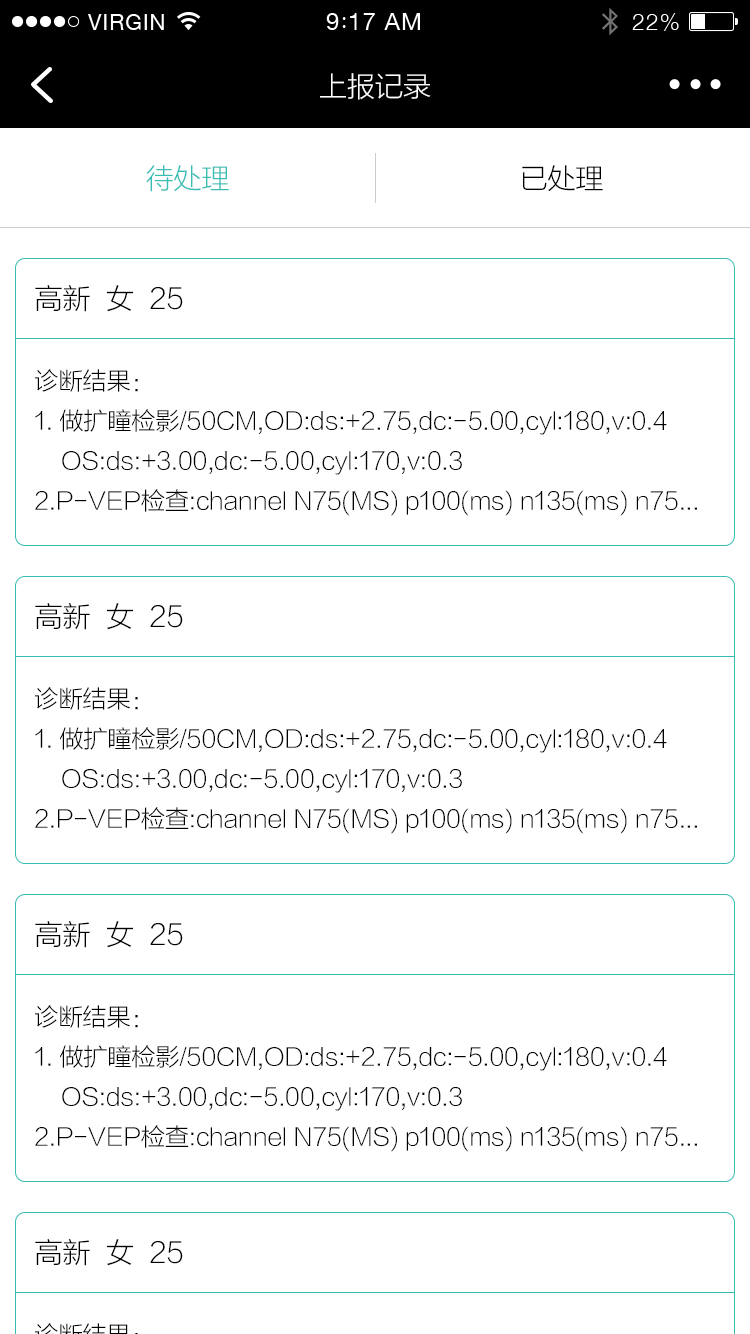 VIRGIN 9:17 AM 22%
上报记录
待处理 已处理
高新 女 25
诊断结果：
1. 做扩瞳检影/50CM,OD:ds:+2.75,dc:-5.00,cyl:180,v:0.4
OS:ds:+3.00,dc:-5.00,cyl:170,v:0.3
2.P-VEP检查:channel N75(MS) p100(ms) n135(ms) n75...
高新 女 25
诊断结果：
1. 做扩瞳检影/50CM,OD:ds:+2.75,dc:-5.00,cyl:180,v:0.4
OS:ds:+3.00,dc:-5.00,cyl:170,v:0.3
2.P-VEP检查:channel N75(MS) p100(ms) n135(ms) n75...
高新 女 25
诊断结果：
1. 做扩瞳检影/50CM,OD:ds:+2.75,dc:-5.00,cyl:180,v:0.4
OS:ds:+3.00,dc:-5.00,cyl:170,v:0.3
2.P-VEP检查:channel N75(MS) p100(ms) n135(ms) n75...
高新 女 25
诊断结果：